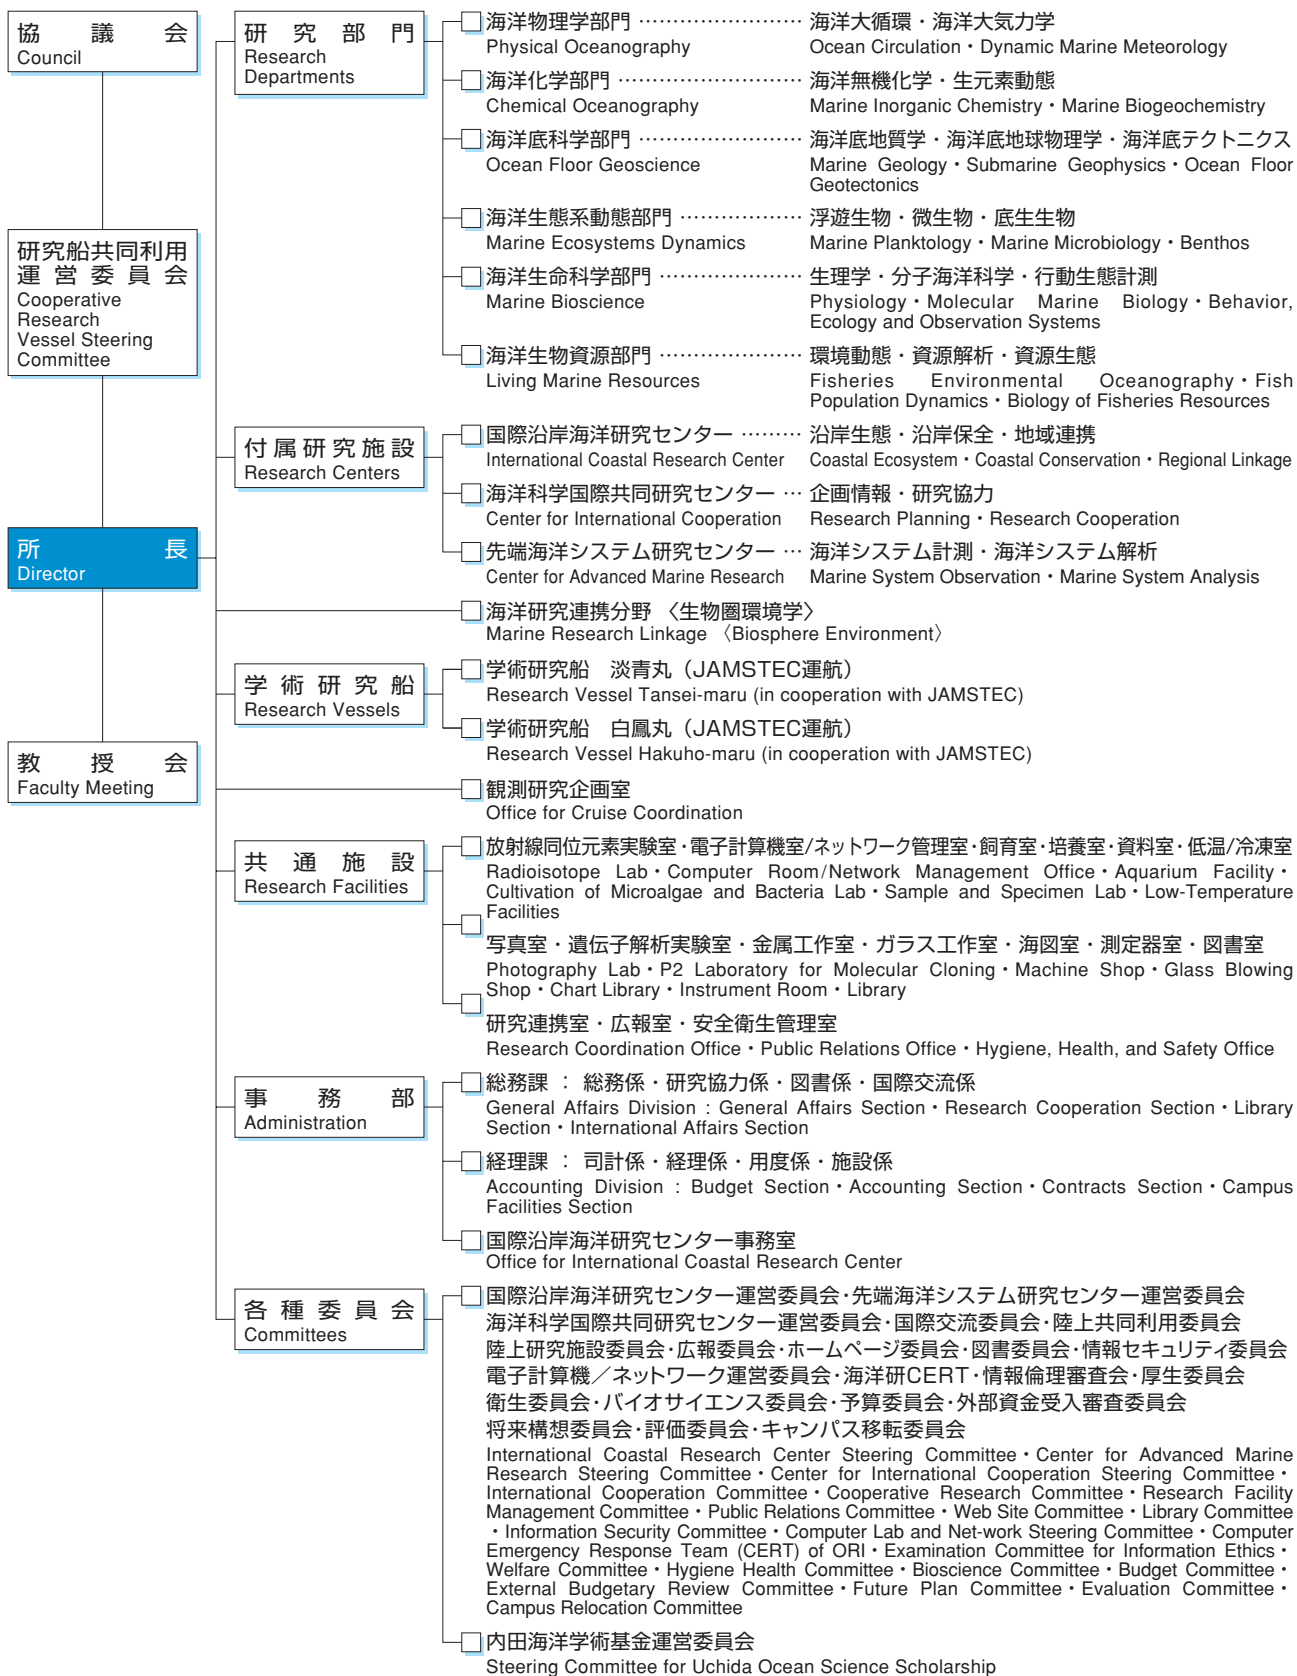 協議会
Council
研究船共同利用
運営委員会
Cooperative
Research
Vessel Steering
Committee
所長
Director
教授会
Faculty Meeting
研究部門
Research
Departments
海洋物理学部門 …………………… 海洋大循環・海洋大気力学
Physical Oceanography Ocean Circulation・Dynamic Marine Meteorology
海洋化学部門 ……………………… 海洋無機化学・生元素動態
Chemical Oceanography Marine Inorganic Chemistry・Marine Biogeochemistry
海洋底科学部門 …………………… 海洋底地質学・海洋底地球物理学・海洋底テクトニクス
Ocean Floor Geoscience Marine Geology・Submarine Geophysics・Ocean Floor
Geotectonics
海洋生態系動態部門 ……………… 浮遊生物・微生物・底生生物
Marine Ecosystems Dynamics Marine Planktology・Marine Microbiology・Benthos
海洋生命科学部門 ………………… 生理学・分子海洋科学・行動生態計測
Marine Bioscience Physiology・Molecular Marine Biology・Behavior,
Ecology and Observation Systems
海洋生物資源部門 ………………… 環境動態・資源解析・資源生態
Living Marine Resources Fisheries Environmental Oceanography・Fish
Population Dynamics・Biology of Fisheries Resources
付属研究施設
Research Centers
国際沿岸海洋研究センター ……… 沿岸生態・沿岸保全・地域連携
International Coastal Research Center Coastal Ecosystem・Coastal Conservation・Regional Linkage
海洋科学国際共同研究センター … 企画情報・研究協力
Center for International Cooperation Research Planning・Research Cooperation
先端海洋システム研究センター … 海洋システム計測・海洋システム解析
Center for Advanced Marine Research Marine System Observation・Marine System Analysis
海洋研究連携分野 〈生物圏環境学〉
Marine Research Linkage 〈Biosphere Environment〉
学術研究船
Research Vessels
学術研究船 淡青丸（JAMSTEC運航）
Research Vessel Tansei-maru (in cooperation with JAMSTEC)
学術研究船 白鳳丸（JAMSTEC運航）
Research Vessel Hakuho-maru (in cooperation with JAMSTEC)
観測研究企画室
Office for Cruise Coordination
共通施設
Research Facilities
放射線同位元素実験室・電子計算機室/ネットワーク管理室・飼育室・培養室・資料室・低温/冷凍室
Radioisotope Lab・Computer Room/Network Management Office・Aquarium Facility・
Cultivation of Microalgae and Bacteria Lab・Sample and Specimen Lab・Low-Temperature
Facilities
写真室・遺伝子解析実験室・金属工作室・ガラス工作室・海図室・測定器室・図書室
Photography Lab・P2 Laboratory for Molecular Cloning・Machine Shop・Glass Blowing
Shop・Chart Library・Instrument Room・Library
研究連携室・広報室・安全衛生管理室
Research Coordination Office・Public Relations Office・Hygiene, Health, and Safety Office
事務部
Administration
総務課 ： 総務係・研究協力係・図書係・国際交流係
General Affairs Division : General Affairs Section・Research Cooperation Section・Library
Section・International Affairs Section
経理課 ： 司計係・経理係・用度係・施設係
Accounting Division : Budget Section・Accounting Section・Contracts Section・Campus
Facilities Section
国際沿岸海洋研究センター事務室
Office for International Coastal Research Center
各種委員会
Committees
国際沿岸海洋研究センター運営委員会・先端海洋システム研究センター運営委員会
海洋科学国際共同研究センター運営委員会・国際交流委員会・陸上共同利用委員会
陸上研究施設委員会・広報委員会・ホームページ委員会・図書委員会・情報セキュリティ委員会
電子計算機／ネットワーク運営委員会・海洋研CERT・情報倫理審査会・厚生委員会
衛生委員会・バイオサイエンス委員会・予算委員会・外部資金受入審査委員会
将来構想委員会・評価委員会・キャンパス移転委員会
International Coastal Research Center Steering Committee・Center for Advanced Marine
Research Steering Committee・Center for International Cooperation Steering Committee・
International Cooperation Committee・Cooperative Research Committee・Research Facility
Management Committee・Public Relations Committee・Web Site Committee・Library Committee
・Information Security Committee・Computer Lab and Net-work Steering Committee・Computer
Emergency Response Team (CERT) of ORI・Examination Committee for Information Ethics・
Welfare Committee・Hygiene Health Committee・Bioscience Committee・Budget Committee・
External Budgetary Review Committee・Future Plan Committee・Evaluation Committee・
Campus Relocation Committee
内田海洋学術基金運営委員会
Steering Committee for Uchida Ocean Science Scholarship